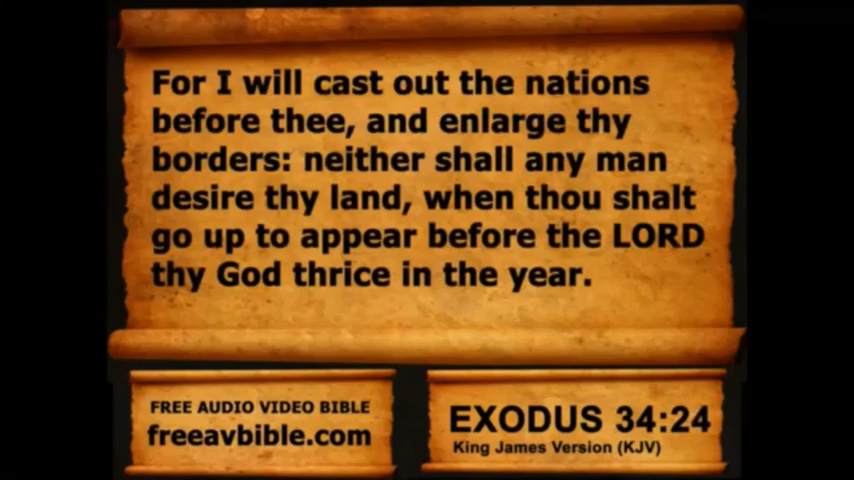 For I will cast out the nations
before thee, and enlarge thy
borders: neither shall any man
desire thy land, when thou shalt
go up to appear before the LORD
thy God thrice in the year.
FREE AUDIO VIDEO BIBLE
freeavbible.com
EXODUS 34:24
King James Version (KJV)